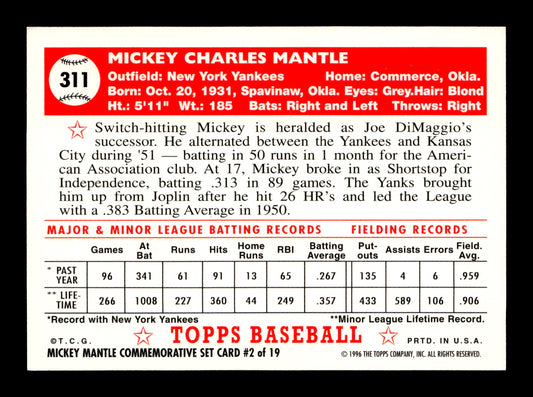 311
MICKEY CHARLES MANTLE
Outfield: New York Yankees Home: Commerce, Okla.
Born: Oct. 20, 1931, Spavinaw, Okla. Eyes: Grey.Hair: Blond
Ht.: 5'11" Wt.: 185 Bats: Right and Left Throws: Right
Switch-hitting Mickey is heralded as Joe DiMaggio's
successor. He alternated between the Yankees and Kansas
City during '51 — batting in 50 runs in 1 month for the Ameri-
can Association club. At 17, Mickey broke in as Shortstop for
Independence, batting .313 in 89 games. The Yanks brought
him up from Joplin after he hit 26 HR's and led the League
with a .383 Batting Average in 1950.
MAJOR & MINOR LEAGUE BATTING RECORDS FIELDING RECORDS
Games At Bat Runs Hits Home Runs RBI Batting Average Put-outs Assists Errors Field. Avg.
* PAST YEAR 96 341 61 91 13 65 .267 135 4 6 .959
** LIFE-TIME 266 1008 227 360 44 249 .357 433 589 106 .906
*Record with New York Yankees **Minor League Lifetime Record.
©T.C.G. TOPPS BASEBALL PRTD. IN U.S.A.
MICKEY MANTLE COMMEMORATIVE SET CARD #2 of 19 © 1996 THE TOPPS COMPANY, INC. ALL RIGHTS RESERVED.